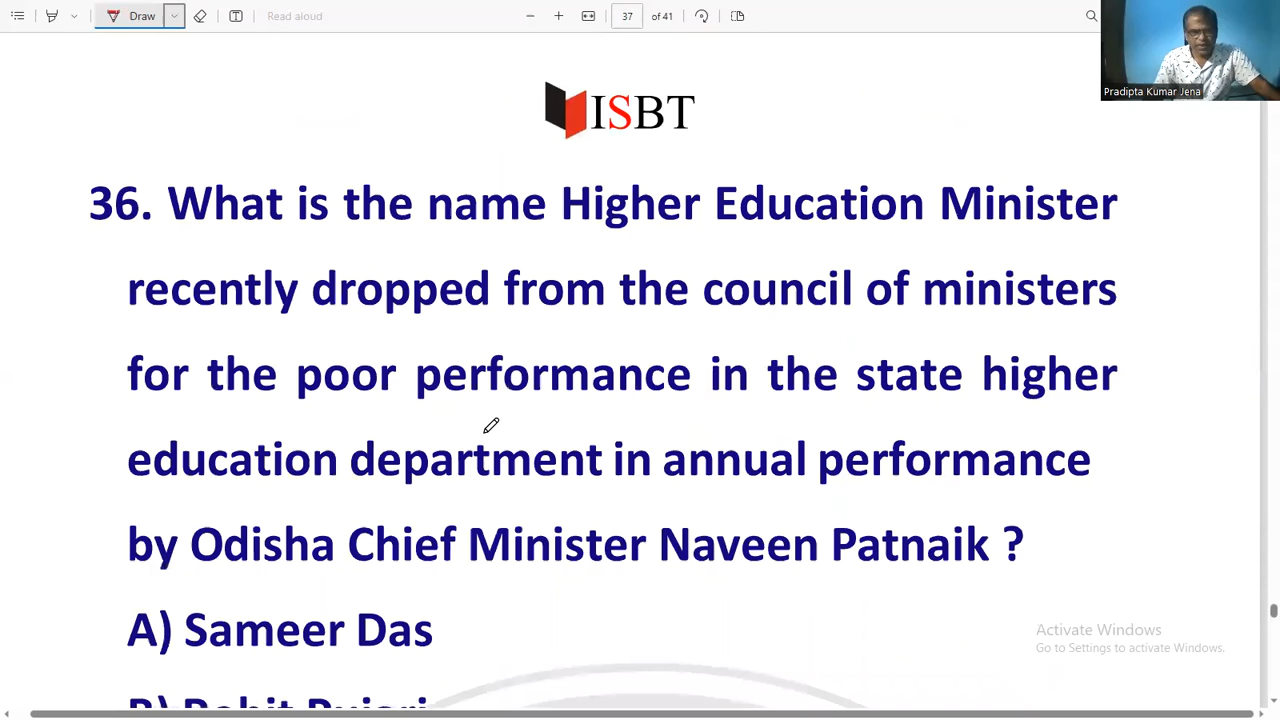 Draw
Read aloud
37 of 41
Pradipta Kumar Jena
ISBT
36. What is the name Higher Education Minister
recently dropped from the council of ministers
for the poor performance in the state higher
education department in annual performance
by Odisha Chief Minister Naveen Patnaik ?
A) Sameer Das
B) Rohit Pujari
Activate Windows
Go to Settings to activate Windows.